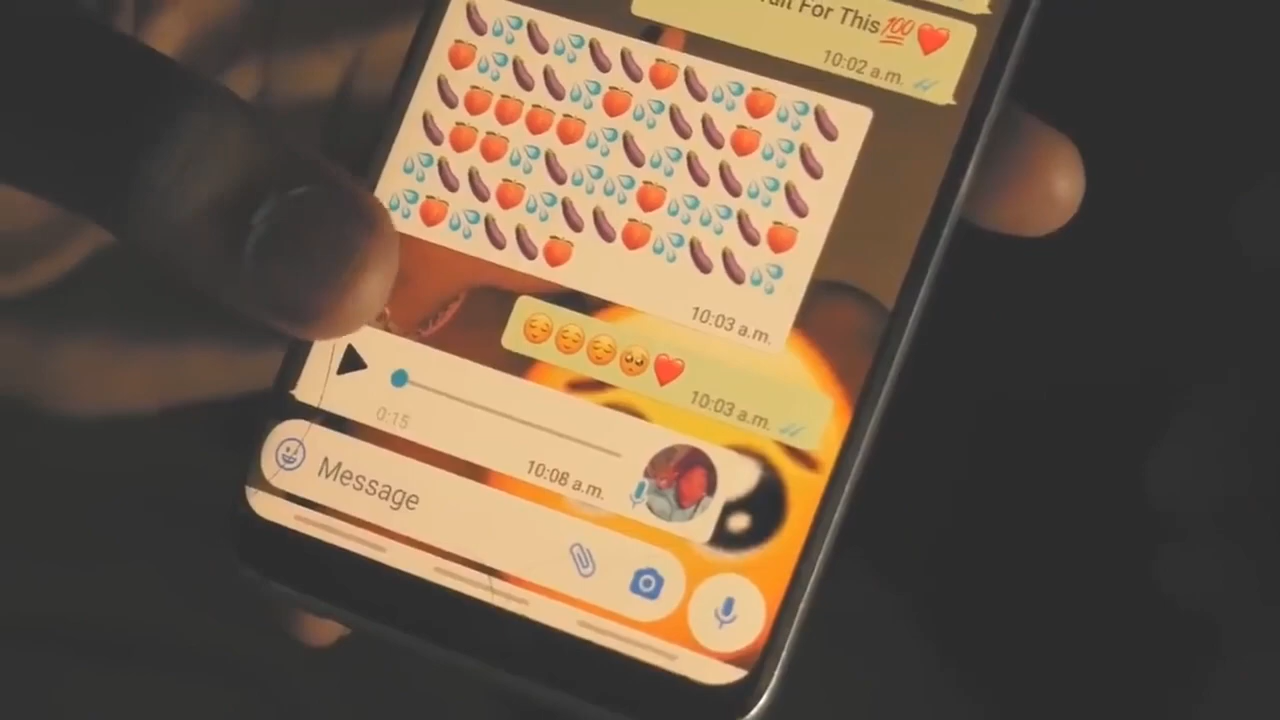 For This💯❤️
10:02 a.m.
10:03 a.m.
😌😌😌🥺❤️
10:03 a.m.
0:15
10:08 a.m.
Message